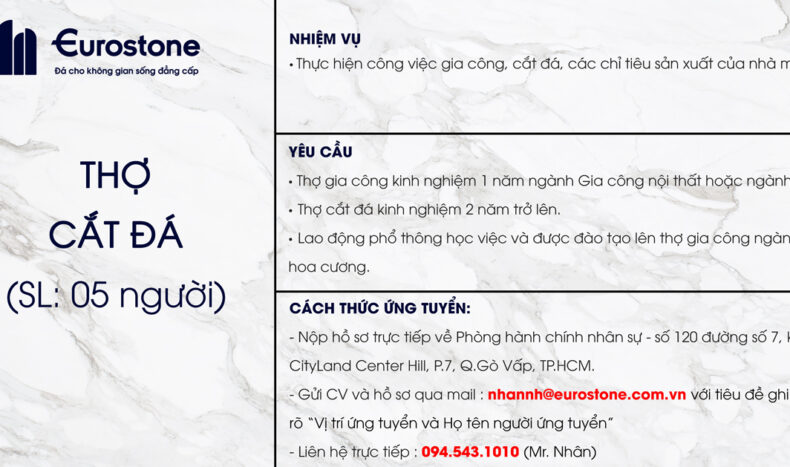 Eurostone
Đá cho không gian sống đẳng cấp
THỢ
CẮT ĐÁ
(SL: 05 người)
NHIỆM VỤ
• Thực hiện công việc gia công, cắt đá, các chỉ tiêu sản xuất của nhà m
YÊU CẦU
• Thợ gia công kinh nghiệm 1 năm ngành Gia công nội thất hoặc ngành
• Thợ cắt đá kinh nghiệm 2 năm trở lên.
• Lao động phổ thông học việc và được đào tạo lên thợ gia công ngàn
hoa cương.
CÁCH THỨC ỨNG TUYỂN:
- Nộp hồ sơ trực tiếp về Phòng hành chính nhân sự - số 120 đường số 7, K
CityLand Center Hill, P.7, Q.Gò Vấp, TP.HCM.
- Gửi CV và hồ sơ qua mail : nhannh@eurostone.com.vn với tiêu đề ghi
rõ “Vị trí ứng tuyển và Họ tên người ứng tuyển”
- Liên hệ trực tiếp : 094.543.1010 (Mr. Nhân)